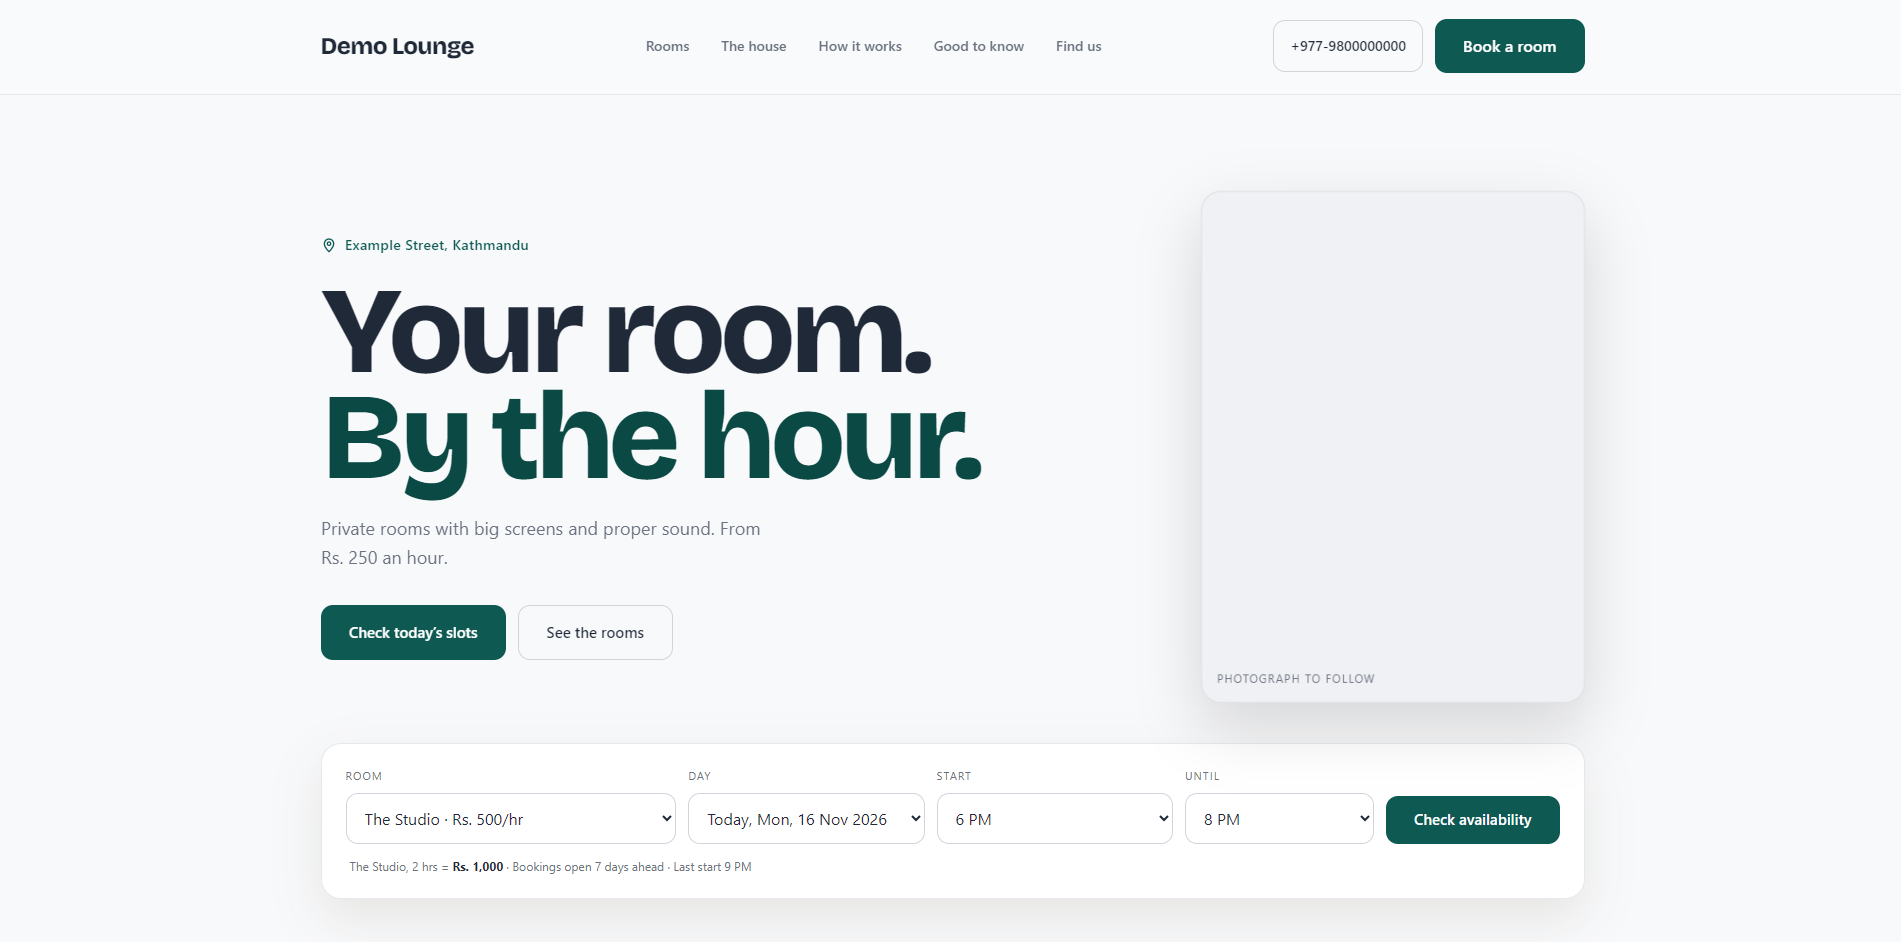 Demo Lounge
Rooms
The house
How it works
Good to know
Find us
+977-9800000000
Book a room
Example Street, Kathmandu
Your room.
By the hour.
Private rooms with big screens and proper sound. From
Rs. 250 an hour.
Check today's slots
See the rooms
PHOTOGRAPH TO FOLLOW
ROOM
DAY
START
UNTIL
The Studio · Rs. 500/hr
Today, Mon, 16 Nov 2026
6 PM
8 PM
Check availability
The Studio, 2 hrs = Rs. 1,000 · Bookings open 7 days ahead · Last start 9 PM